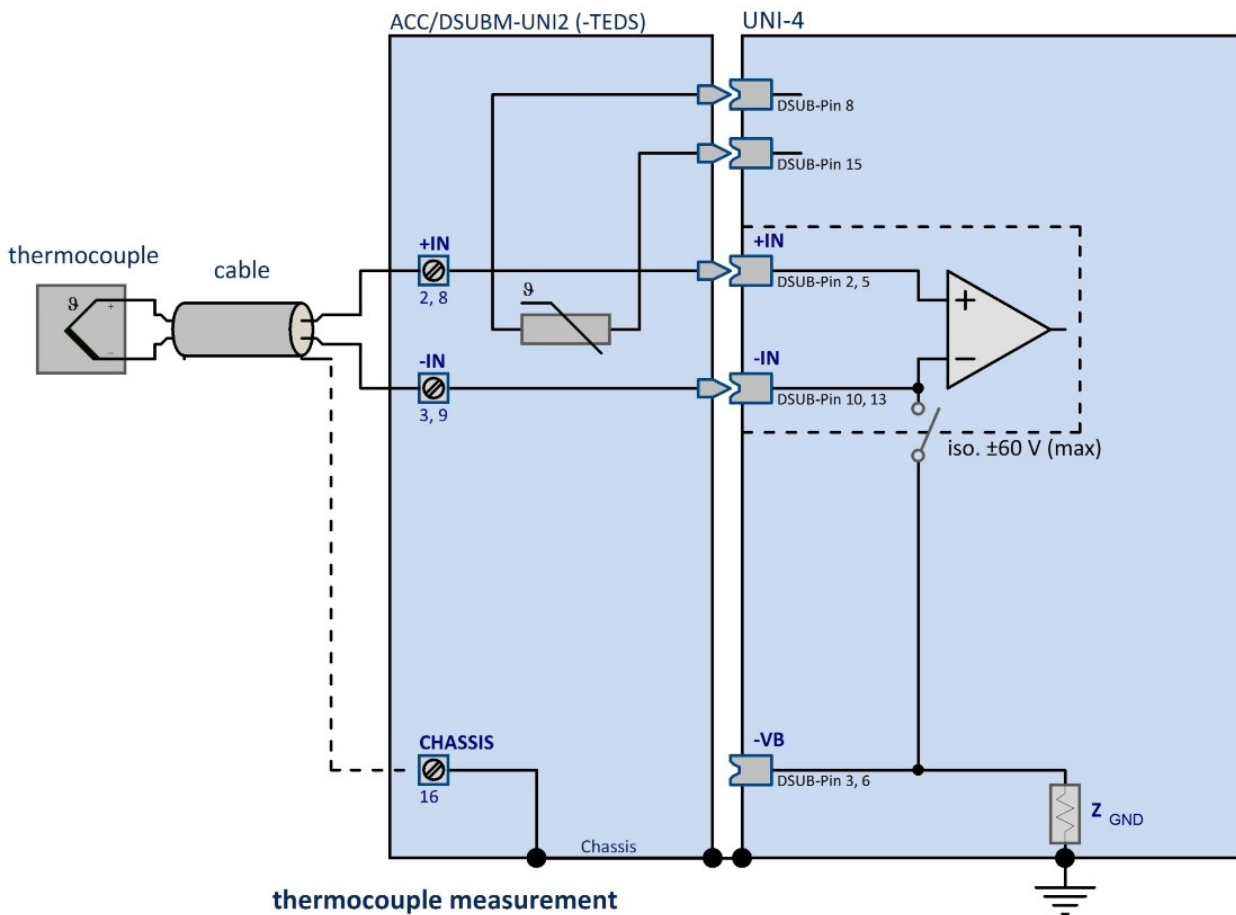 ACC/DSUBM-UNI2 (-TEDS)
UNI-4
DSUB-Pin 8
DSUB-Pin 15
thermocouple
cable
ϑ
+
−
+IN
2, 8
ϑ
+IN
DSUB-Pin 2, 5
+
−
-IN
3, 9
-IN
DSUB-Pin 10, 13
iso. ±60 V (max)
CHASSIS
16
-VB
DSUB-Pin 3, 6
Z GND
Chassis
thermocouple measurement